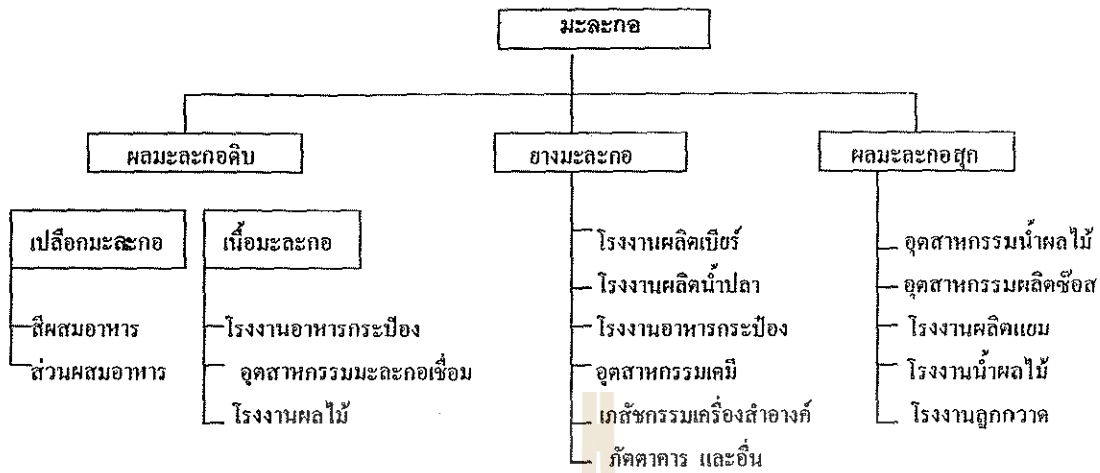 มะละกอ
ผลมะละกอดิบ
ยางมะละกอ
ผลมะละกอสุก
เปลือกมะละกอ
สีผสมอาหาร
ส่วนผสมอาหาร
เนื้อมะละกอ
โรงงานอาหารกระป๋อง
อุตสาหกรรมมะละกอเชื่อม
โรงงานผลไม้
โรงงานผลิตเบียร์
โรงงานผลิตน้ำปลา
โรงงานอาหารกระป๋อง
อุตสาหกรรมเคมี
เภสัชกรรมเครื่องสำอางค์
ภัตตาคาร และอื่น
อุตสาหกรรมน้ำผลไม้
อุตสาหกรรมผลิตซ๊อส
โรงงานผลิตแยม
โรงงานน้ำผลไม้
โรงงานลูกกวาด